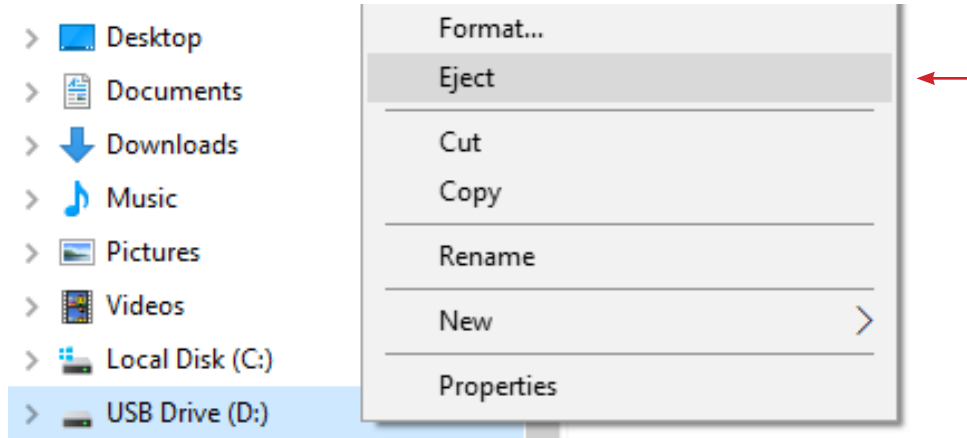 Desktop
Documents
Downloads
Music
Pictures
Videos
Local Disk (C:)
USB Drive (D:)
Format...
Eject
Cut
Copy
Rename
New
Properties